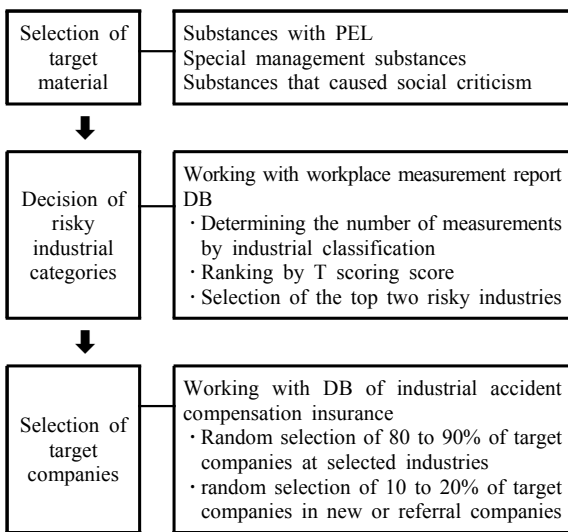 Selection of
target
material
Substances with PEL
Special management substances
Substances that caused social criticism
Decision of
risky
industrial
categories
Working with workplace measurement report
DB
· Determining the number of measurements
by industrial classification
· Ranking by T scoring score
· Selection of the top two risky industries
Selection of
target
companies
Working with DB of industrial accident
compensation insurance
· Random selection of 80 to 90% of target
companies at selected industries
· random selection of 10 to 20% of target
companies in new or referral companies